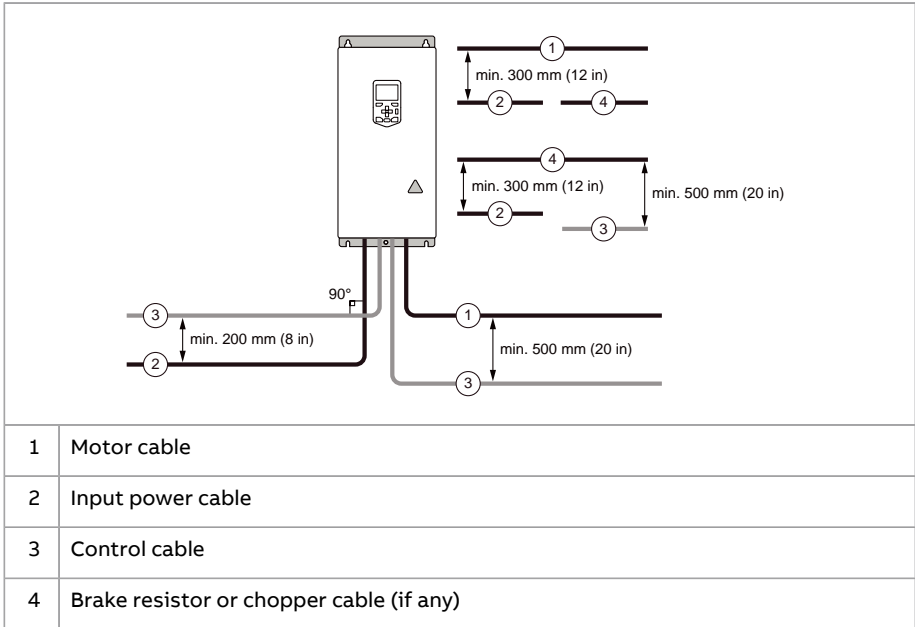 1
min. 300 mm (12 in)
2
4
4
min. 300 mm (12 in)
min. 500 mm (20 in)
2
3
90°
3
1
min. 200 mm (8 in)
min. 500 mm (20 in)
2
3
1 Motor cable
2 Input power cable
3 Control cable
4 Brake resistor or chopper cable (if any)